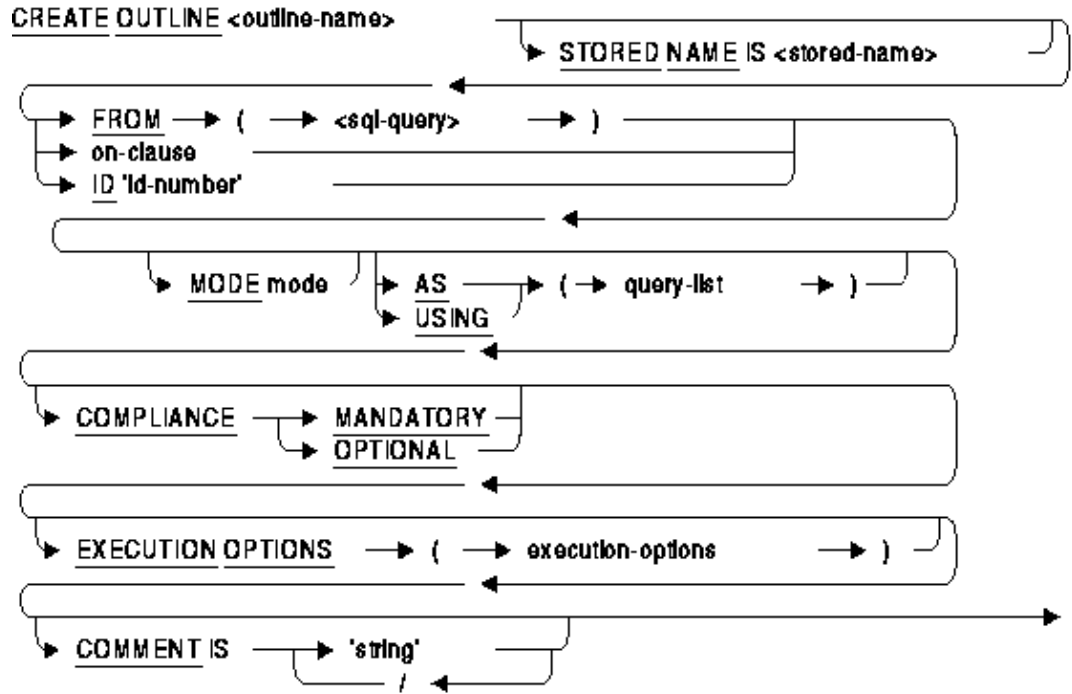 CREATE OUTLINE <outline-name>
STORED NAME IS <stored-name>
FROM ( <sql-query> )
on-clause
ID 'id-number'
MODE mode AS ( query-list )
USING
COMPLIANCE MANDATORY
OPTIONAL
EXECUTION OPTIONS ( execution-options )
COMMENT IS 'string'
/